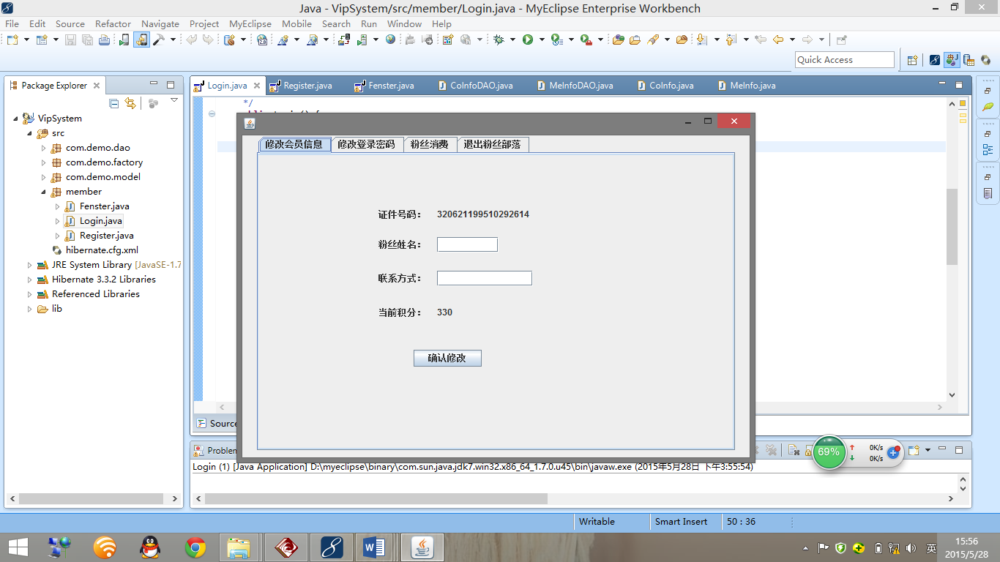 Java - VipSystem/src/member/Login.java - MyEclipse Enterprise Workbench
File Edit Source Refactor Navigate Project MyEclipse Mobile Search Run Window Help
Quick Access
Package Explorer
VipSystem
src
com.demo.dao
com.demo.factory
com.demo.model
member
Fenster.java
Login.java
Register.java
hibernate.cfg.xml
JRE System Library [JavaSE-1.7
Hibernate 3.3.2 Libraries
Referenced Libraries
lib
Login.java Register.java Fenster.java CoInfoDAO.java MeInfoDAO.java CoInfo.java MeInfo.java
*/
修改会员信息 修改登录密码 粉丝消费 退出粉丝部落
证件号码： 320621199510292614
粉丝姓名：
联系方式：
当前积分： 330
确认修改
Source
Problem
69% 0K/s
0K/s
Login (1) [Java Application] D:\myeclipse\binary\com.sun.java.jdk7.win32.x86_64_1.7.0.u45\bin\javaw.exe (2015年5月28日 下午3:55:54)
Writable Smart Insert 50 : 36
英
15:56
2015/5/28